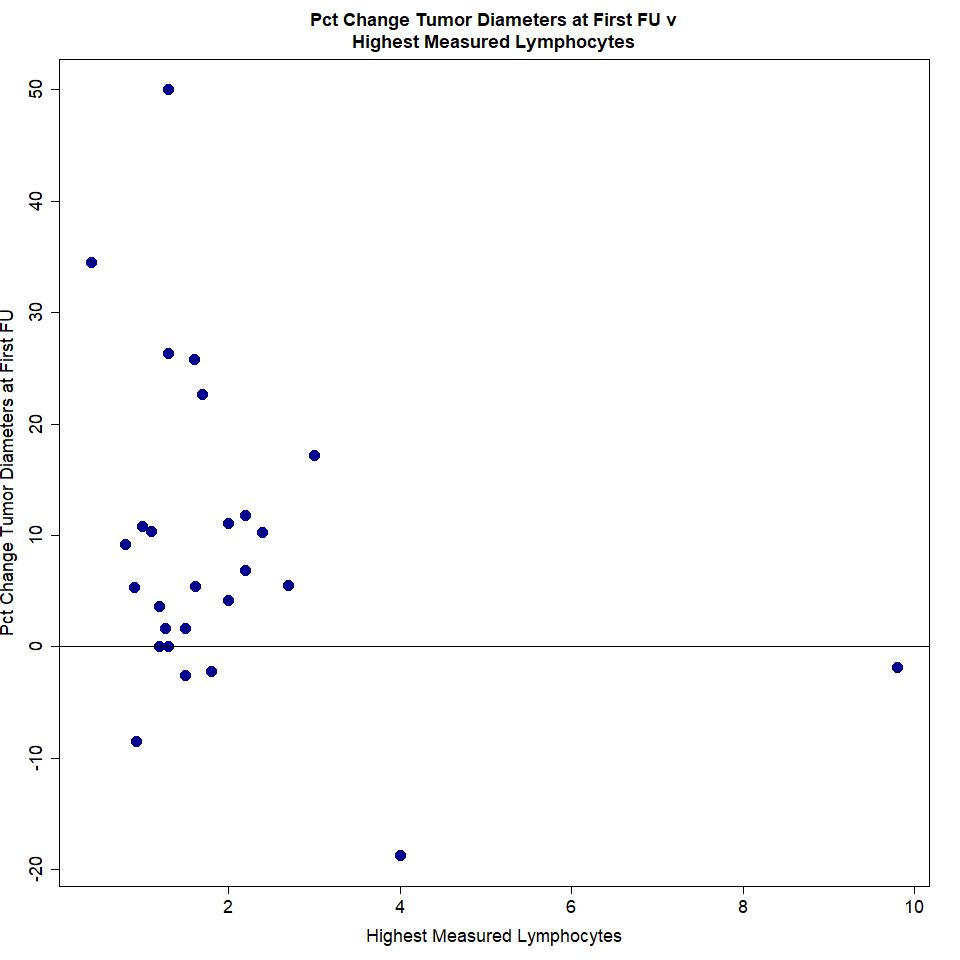 Pct Change Tumor Diameters at First FU v
Highest Measured Lymphocytes
Pct Change Tumor Diameters at First FU
50
40
30
20
10
0
-10
-20
2 4 6 8 10
Highest Measured Lymphocytes